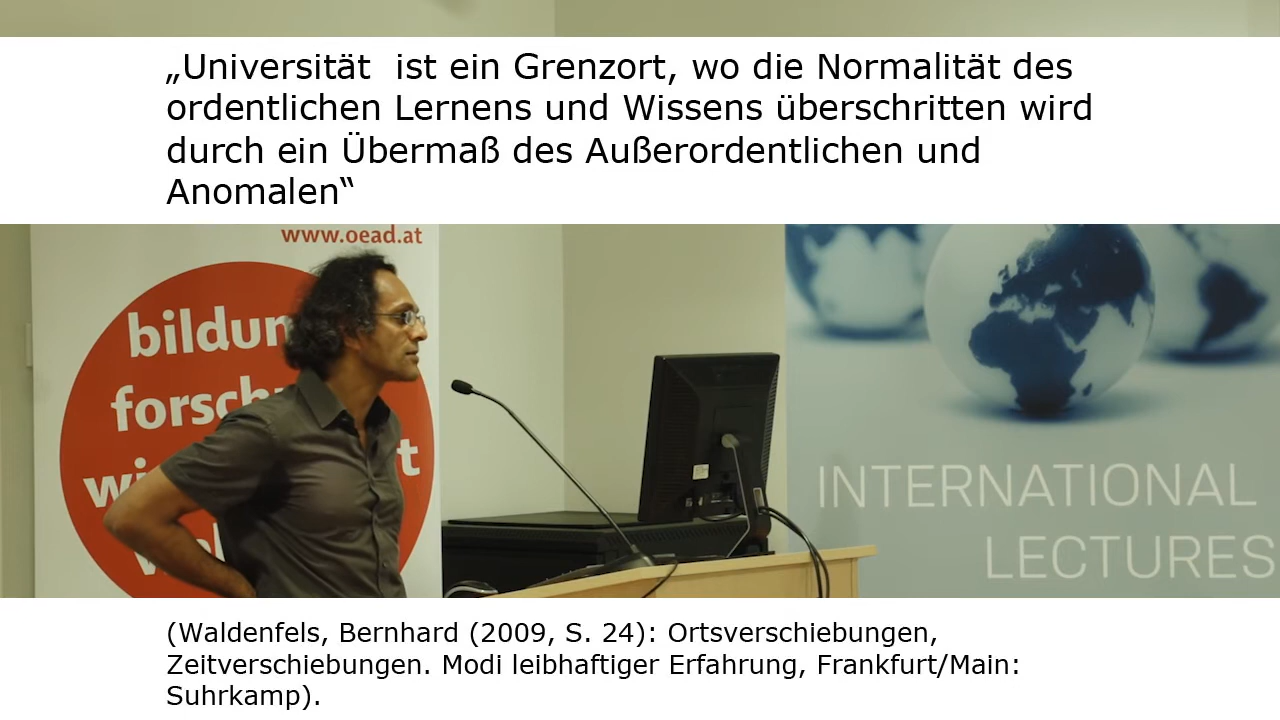 „Universität  ist ein Grenzort, wo die Normalität des
ordentlichen Lernens und Wissens überschritten wird
durch ein Übermaß des Außerordentlichen und
Anomalen“
www.oead.at
INTERNATIONAL
LECTURES
(Waldenfels, Bernhard (2009, S. 24): Ortsverschiebungen,
Zeitverschiebungen. Modi leibhaftiger Erfahrung, Frankfurt/Main:
Suhrkamp).